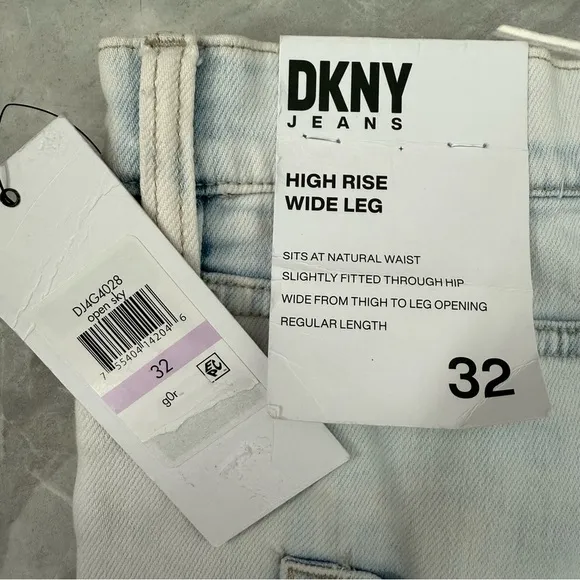 DKNY
JEANS
HIGH RISE
WIDE LEG
SITS AT NATURAL WAIST
SLIGHTLY FITTED THROUGH HIP
WIDE FROM THIGH TO LEG OPENING
REGULAR LENGTH
32
DJ4G4028
open sky
7 55404 14204 6
32
g0r